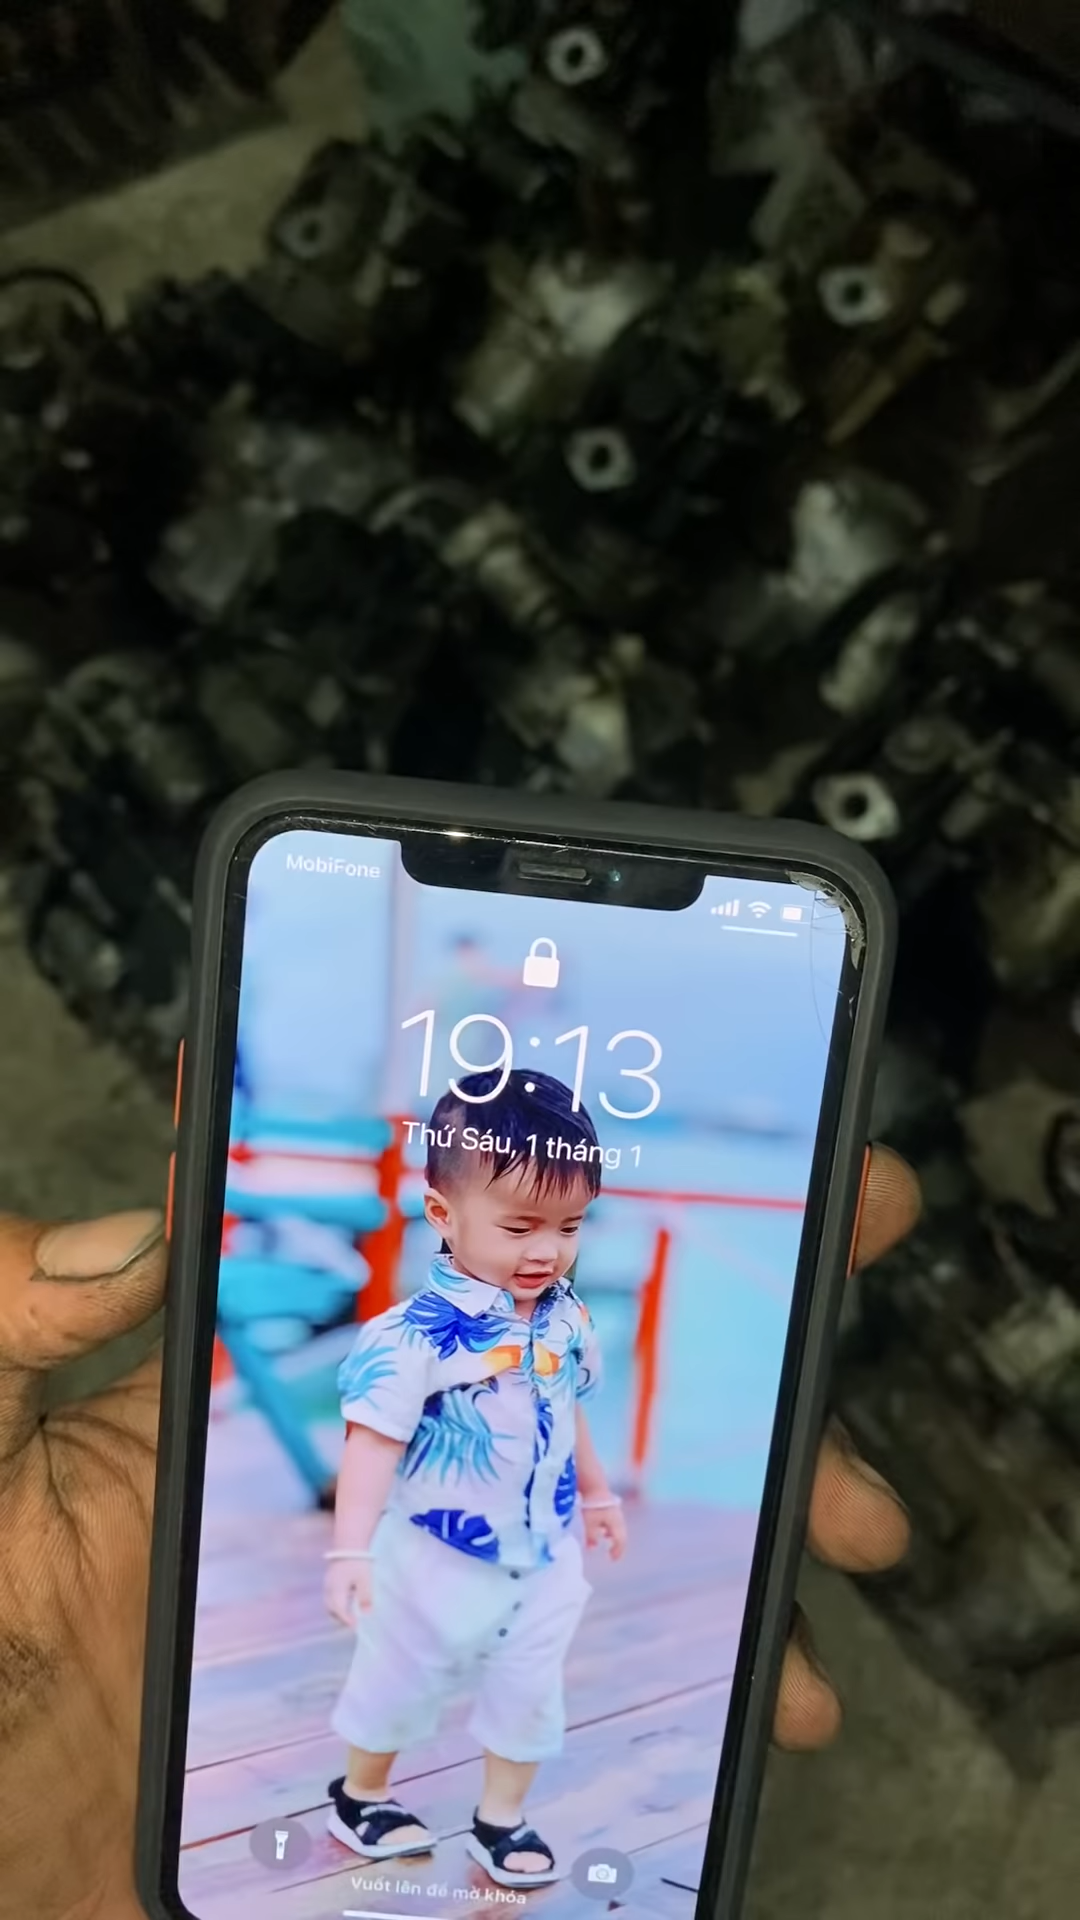 MobiFone
19:13
Thứ Sáu, 1 tháng 1
Vuốt lên để mở khóa